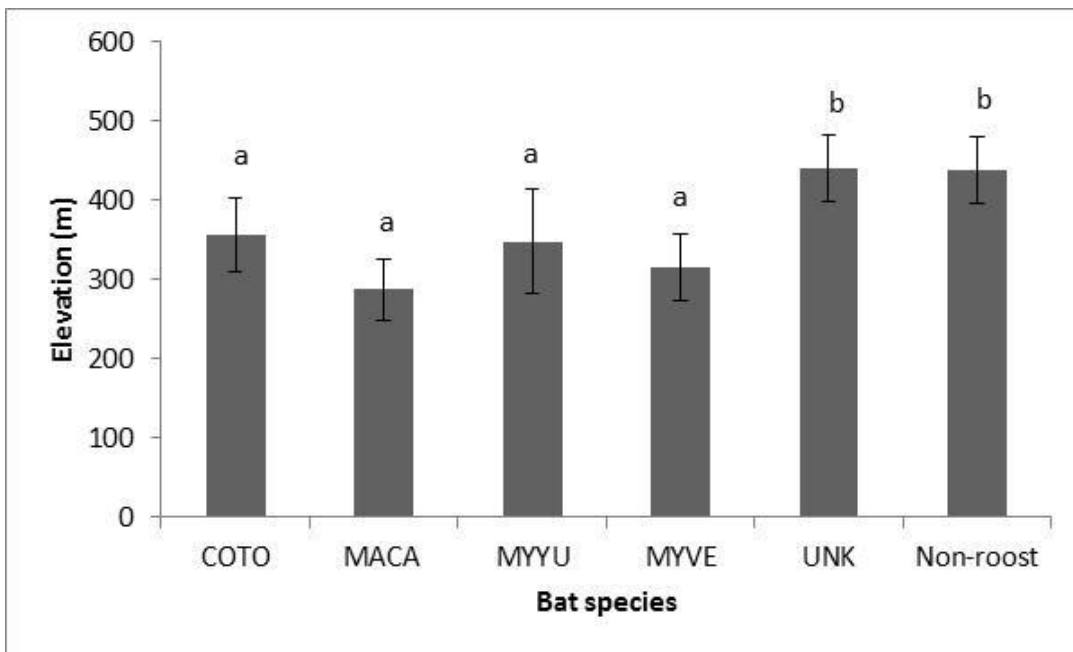 600
500
400
300
200
100
0
Elevation (m)
a
a
a
a
b
b
COTO MACA MYYU MYVE UNK Non-roost
Bat species